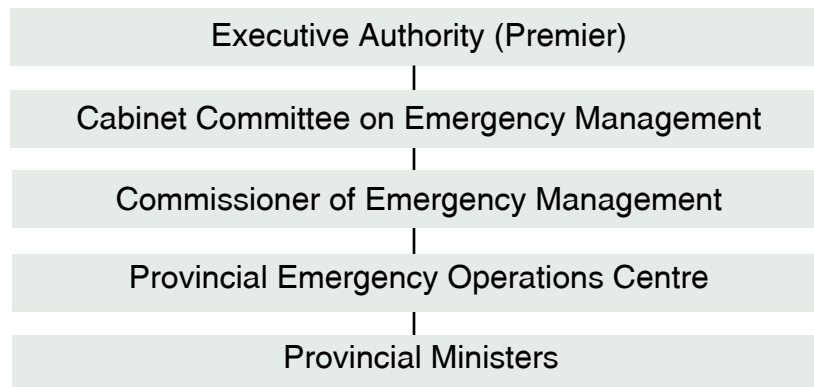 Executive Authority (Premier)
Cabinet Committee on Emergency Management
Commissioner of Emergency Management
Provincial Emergency Operations Centre
Provincial Ministers